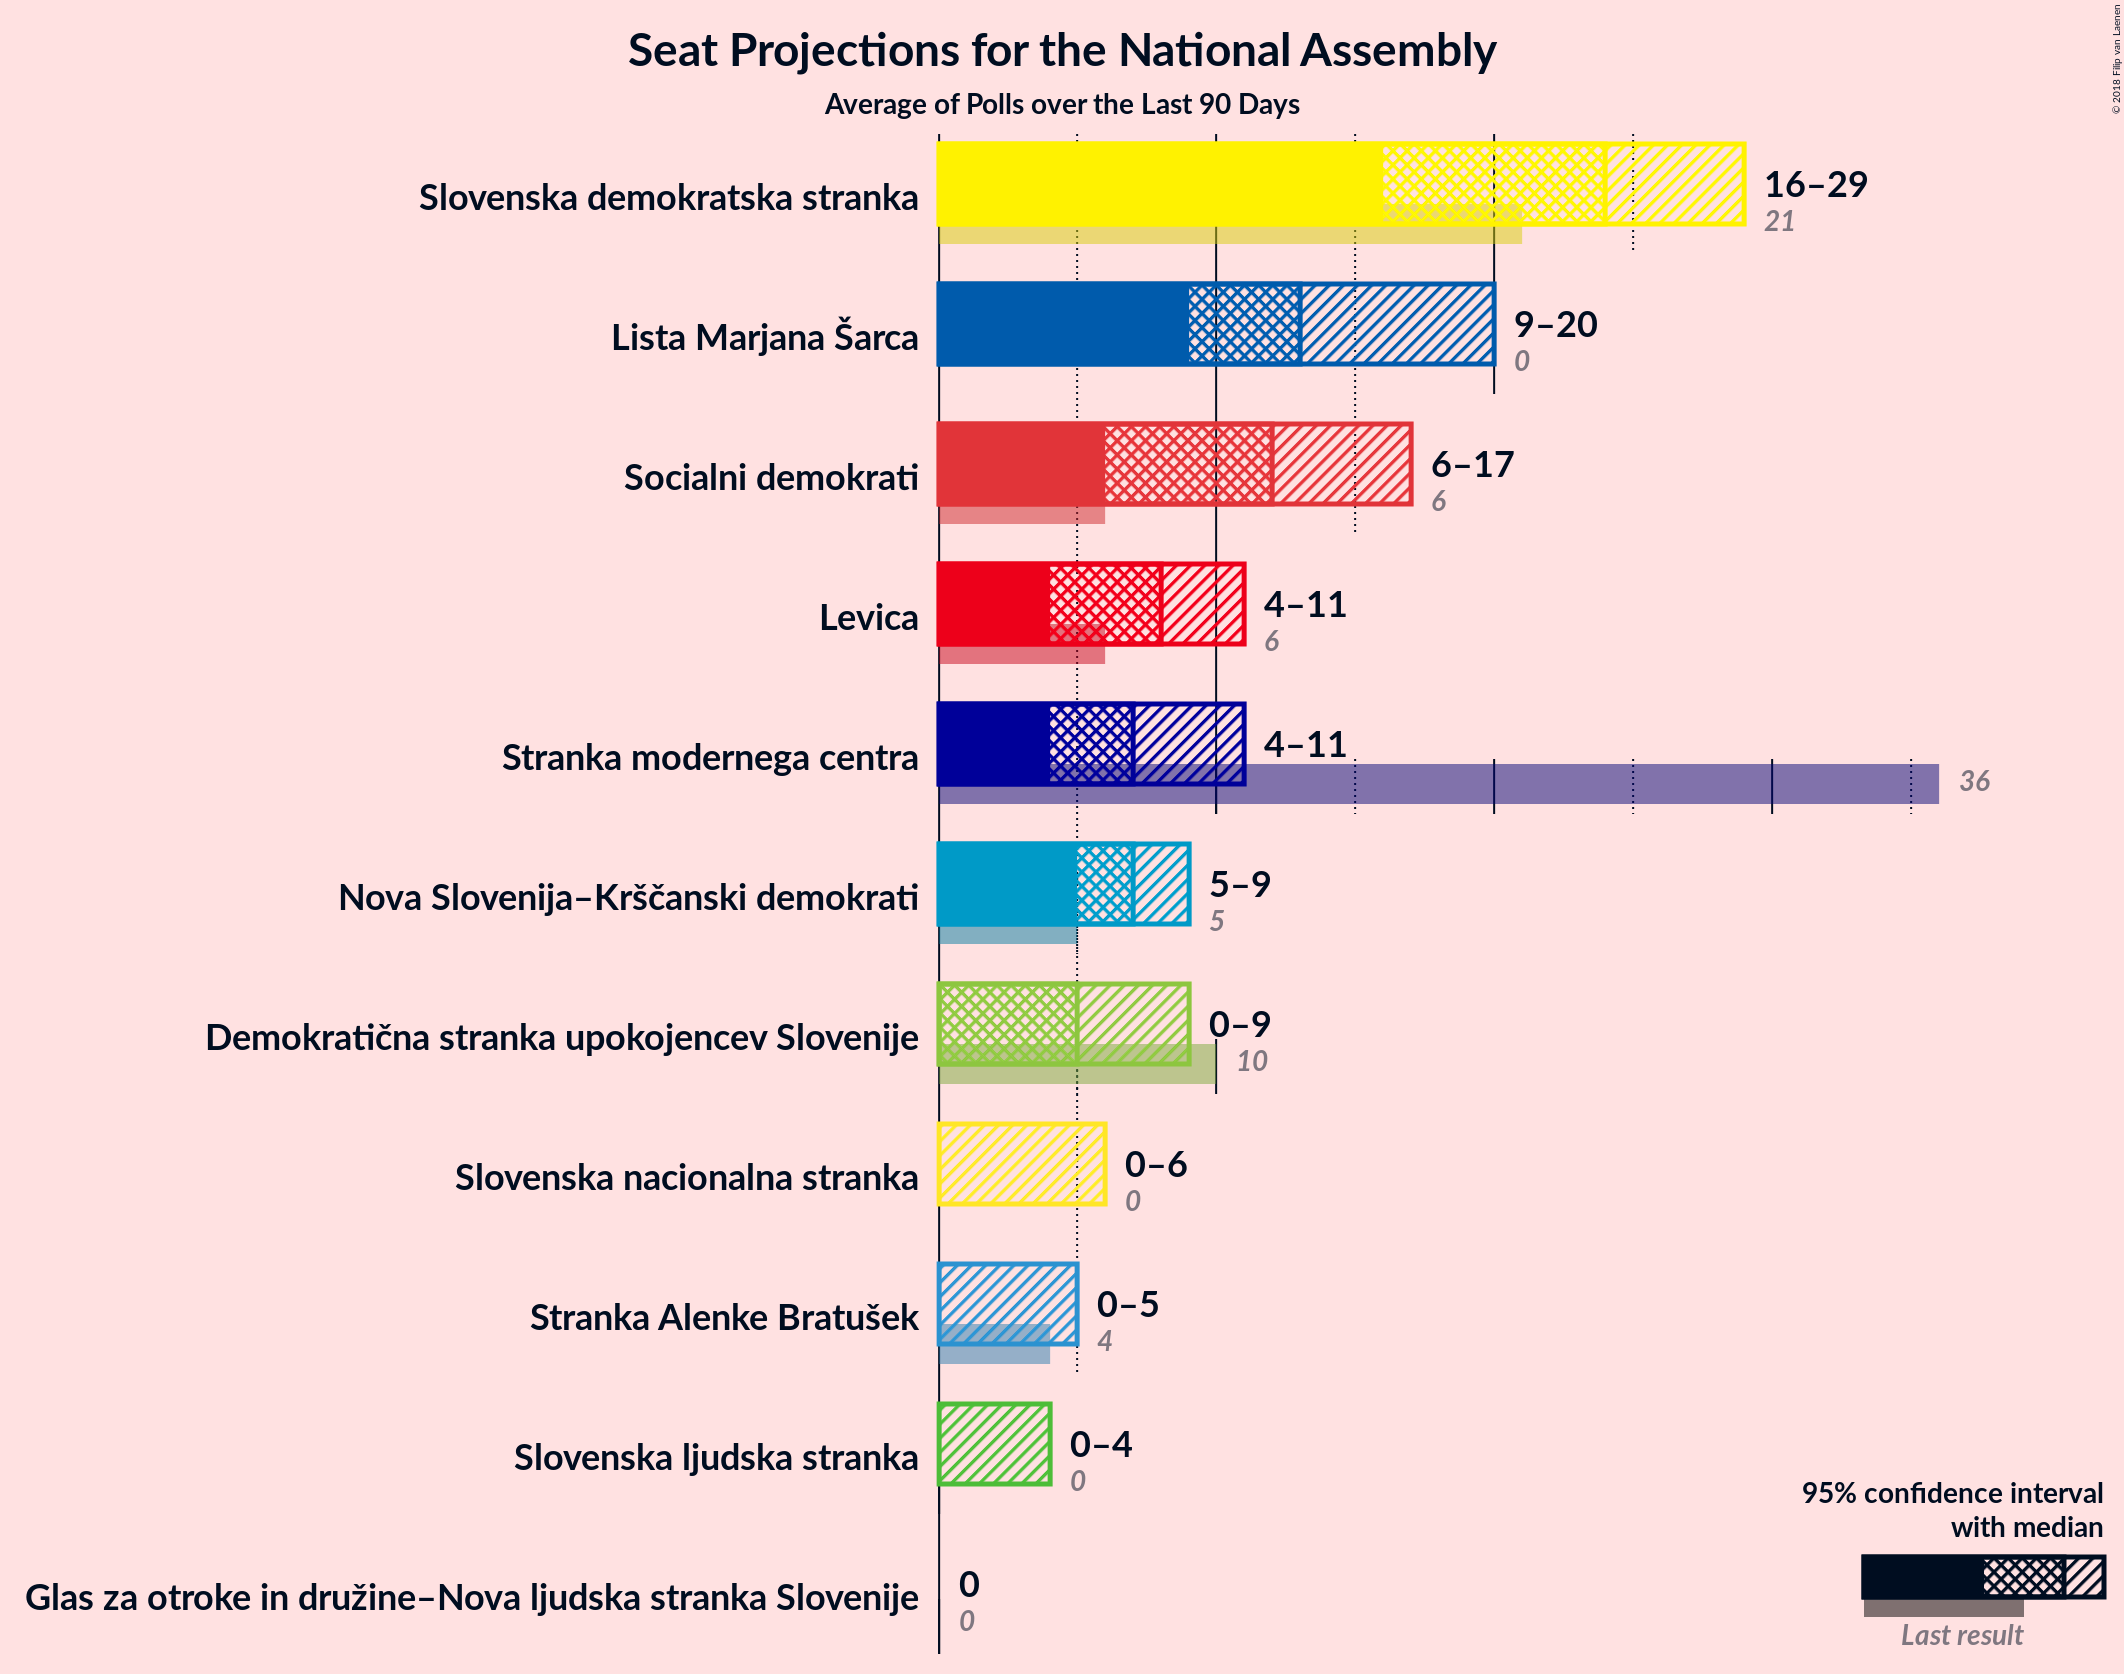 Seat Projections for the National Assembly
Average of Polls over the Last 90 Days
© 2018 Filip van Laenen
Slovenska demokratska stranka
16–29
21
Lista Marjana Šarca
9–20
0
Socialni demokrati
6–17
6
Levica
4–11
6
Stranka modernega centra
4–11
36
Nova Slovenija–Krščanski demokrati
5–9
5
Demokratična stranka upokojencev Slovenije
0–9
10
Slovenska nacionalna stranka
0–6
0
Stranka Alenke Bratušek
0–5
4
Slovenska ljudska stranka
0–4
0
Glas za otroke in družine–Nova ljudska stranka Slovenije
0
0
95% confidence interval
with median
Last result